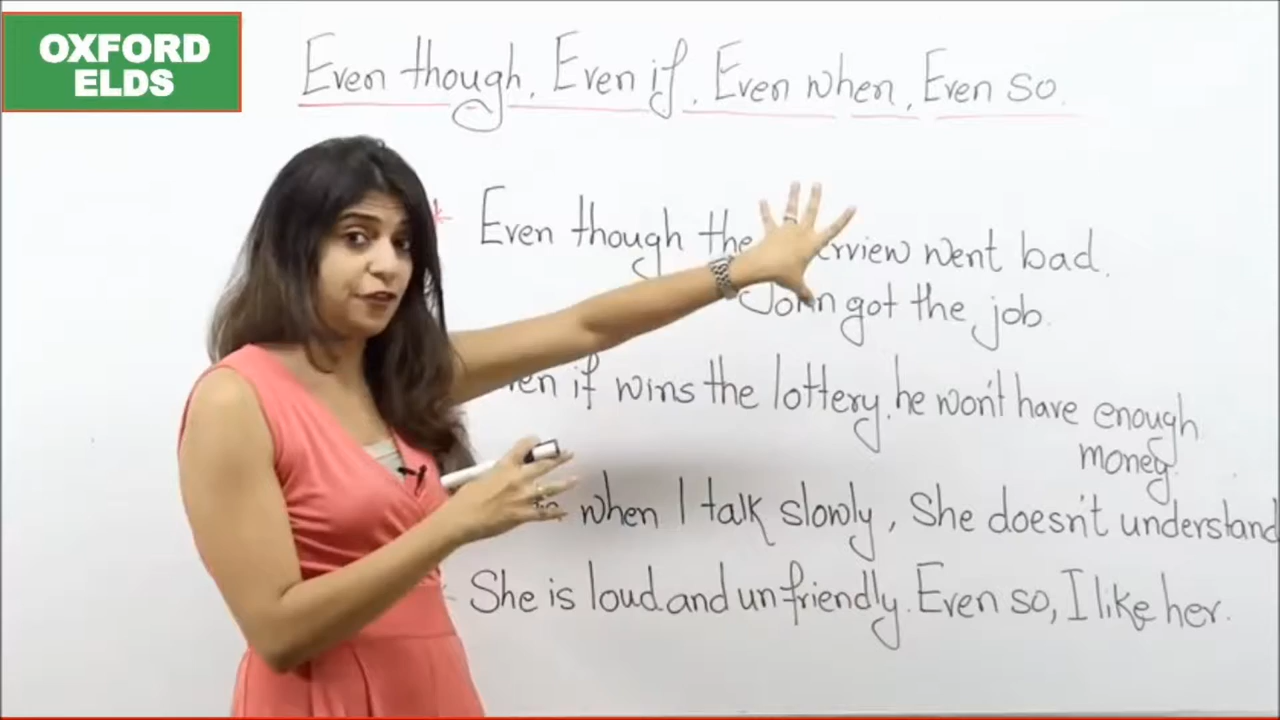 OXFORD
ELDS
Even though, Even if, Even when, Even so.
Even though the went bad.
John got the job.
if wins the lottery, he won't have enough
money.
when I talk slowly, She doesn't understand
She is loud and unfriendly. Even so, I like her.